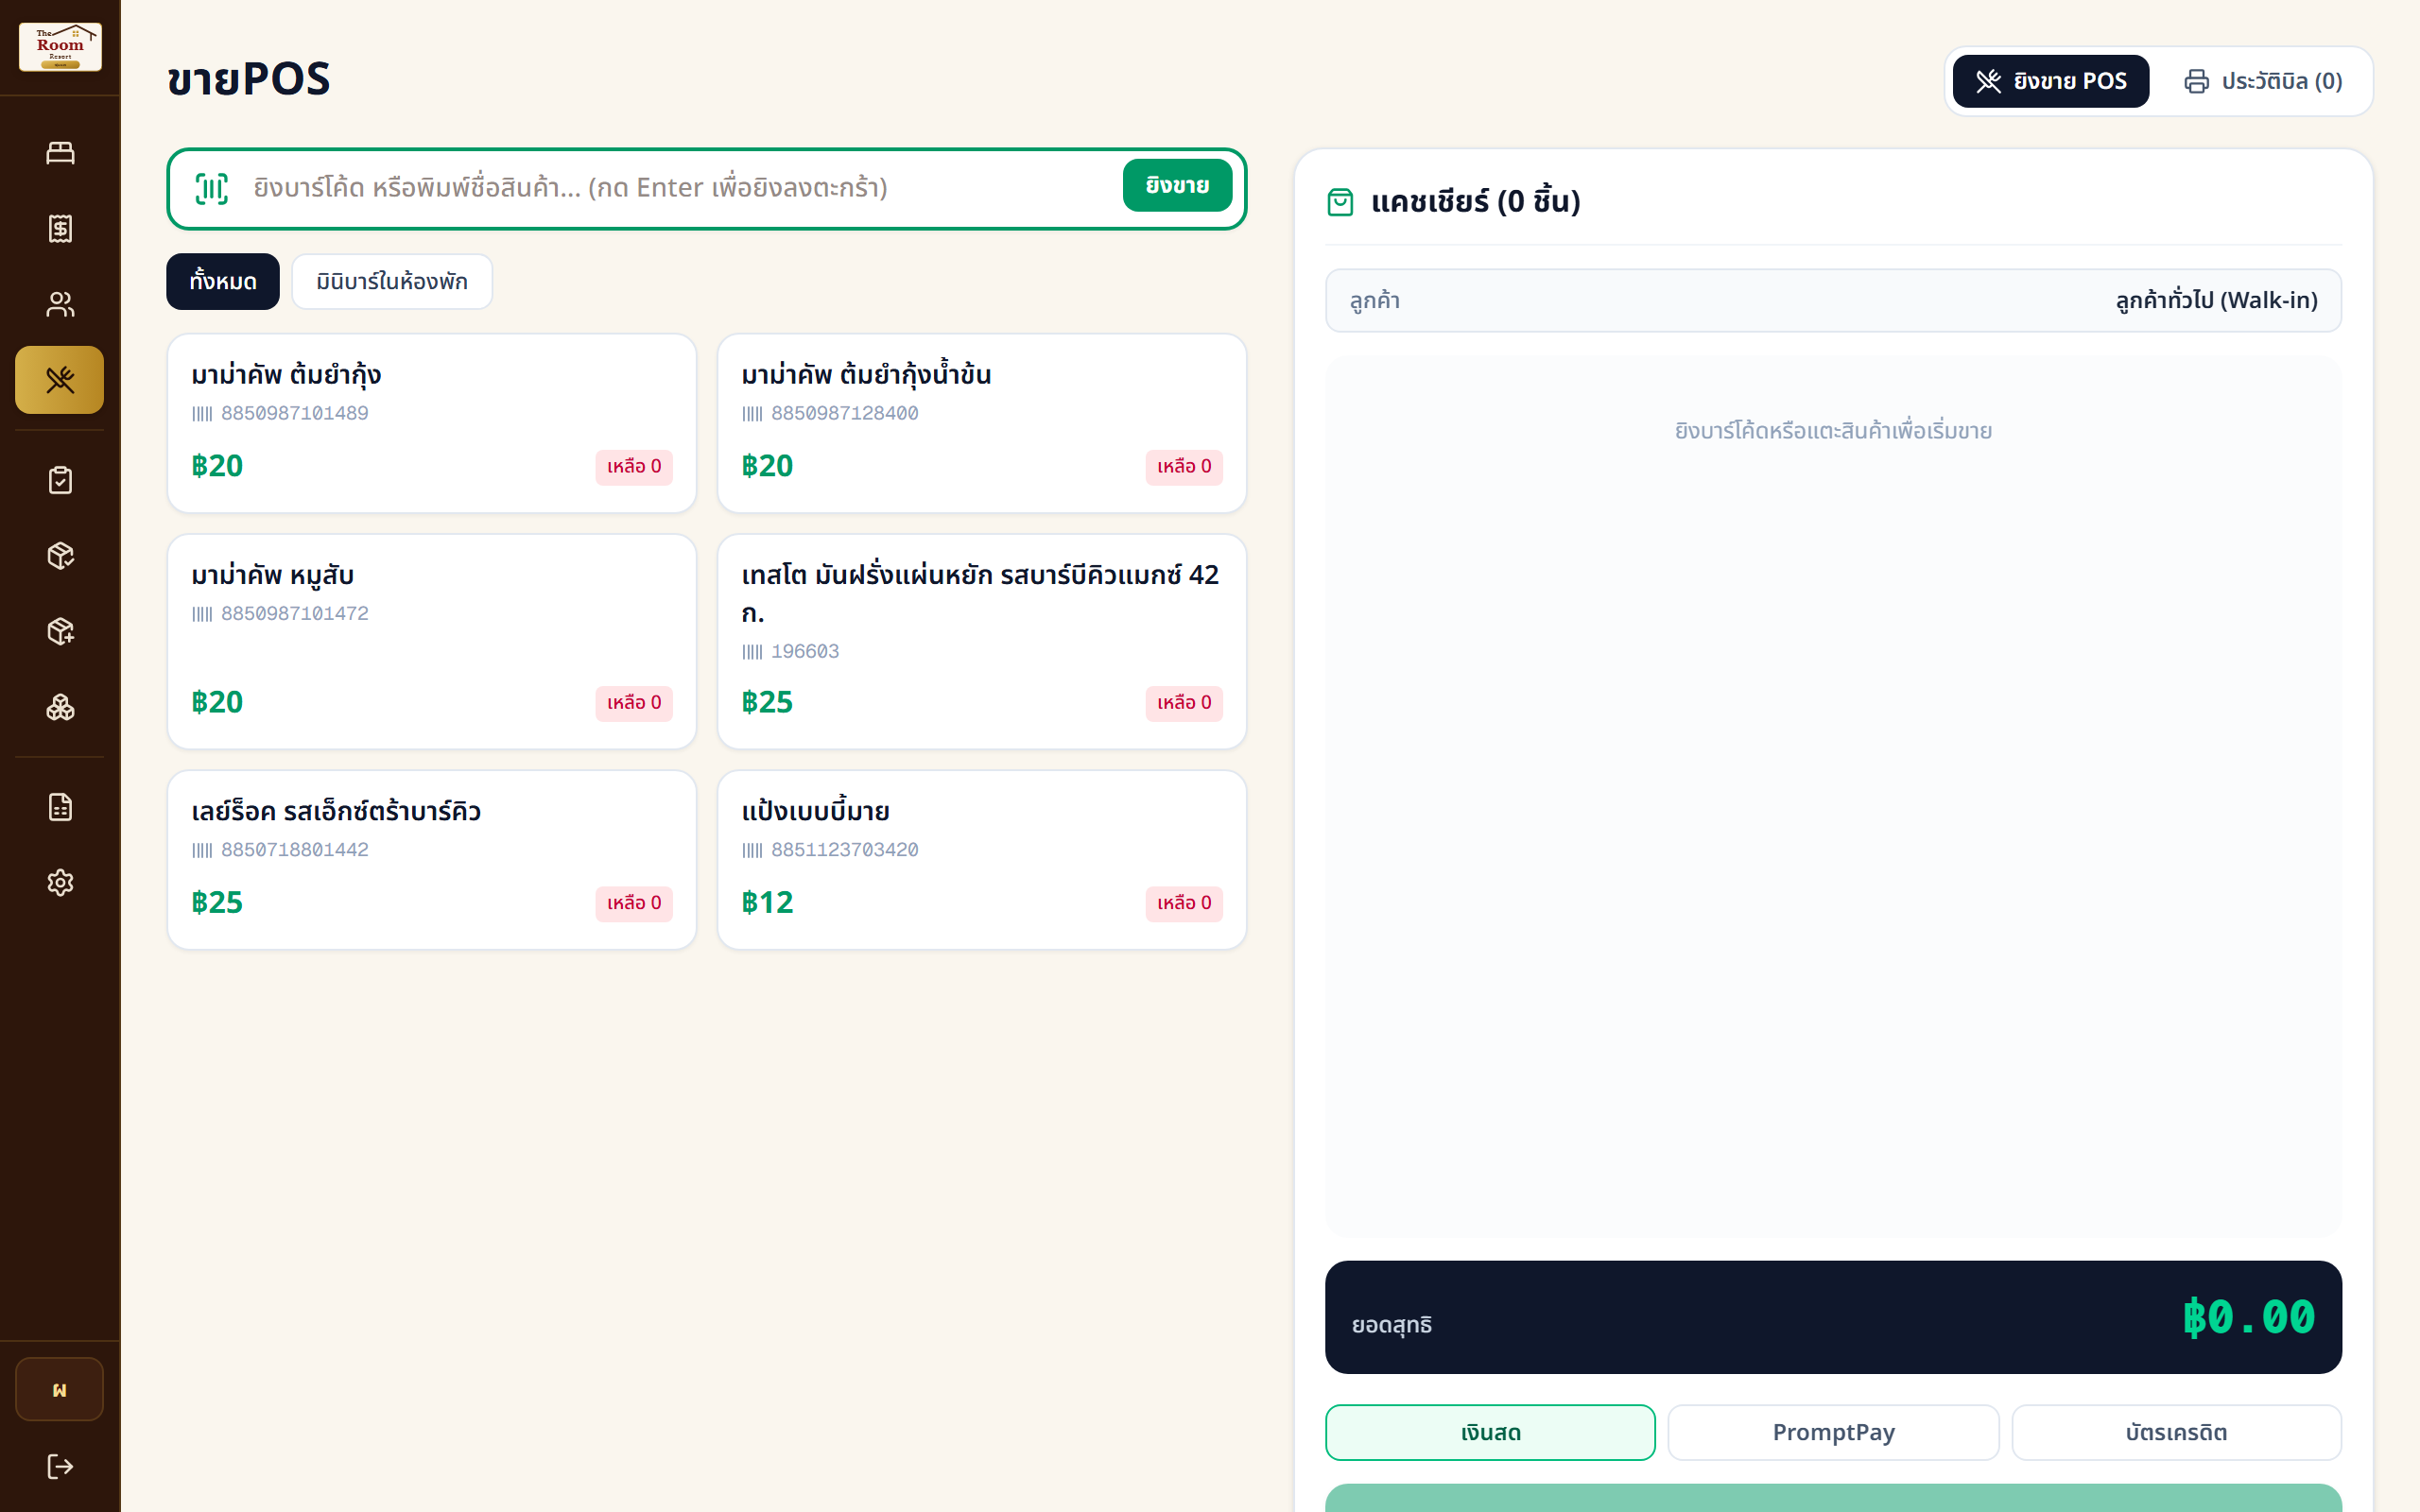 The
Room
Resort
ขายPOS
ยิงขาย POS
ประวัติบิล (0)
ยิงบาร์โค้ด หรือพิมพ์ชื่อสินค้า... (กด Enter เพื่อยิงลงตะกร้า)
ยิงขาย
ทั้งหมด
มินิบาร์ในห้องพัก
มาม่าคัพ ต้มยำกุ้ง
8850987101489
฿20
เหลือ 0
มาม่าคัพ ต้มยำกุ้งน้ำข้น
8850987128400
฿20
เหลือ 0
มาม่าคัพ หมูสับ
8850987101472
฿20
เหลือ 0
เทสโต มันฝรั่งแผ่นหยัก รสบาร์บีคิวแมกซ์ 42
ก.
196603
฿25
เหลือ 0
เลย์ร็อค รสเอ็กซ์ตร้าบาร์คิว
8850718801442
฿25
เหลือ 0
แป้งเบบบี้มาย
8851123703420
฿12
เหลือ 0
แคชเชียร์ (0 ชิ้น)
ลูกค้า
ลูกค้าทั่วไป (Walk-in)
ยิงบาร์โค้ดหรือแตะสินค้าเพื่อเริ่มขาย
ยอดสุทธิ
฿0.00
เงินสด
PromptPay
บัตรเครดิต
ผ